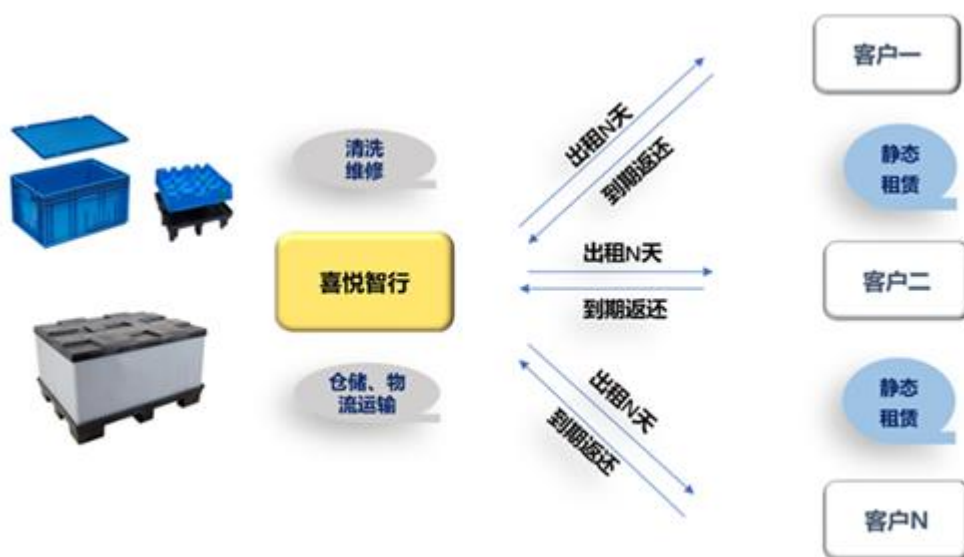 客户一
出租N天
到期返还
清洗
维修
静态
租赁
喜悦智行
出租N天
到期返还
客户二
仓储、物
流运输
出租N天
到期返还
静态
租赁
客户N